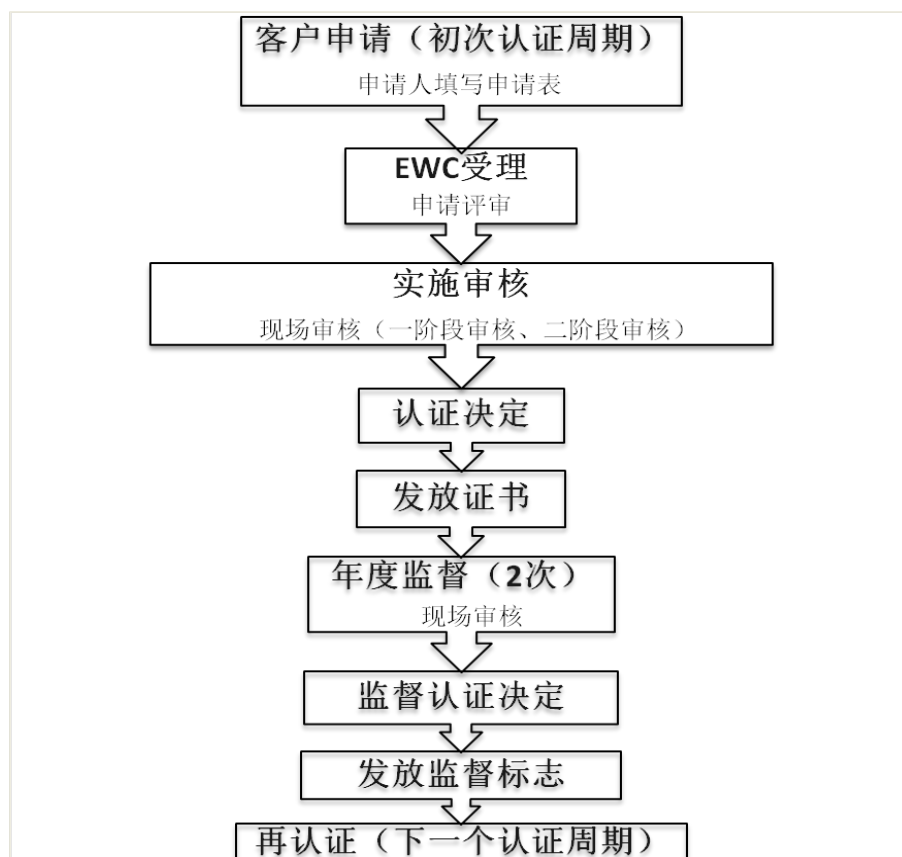 客户申请（初次认证周期）
申请人填写申请表
EWC受理
申请评审
实施审核
现场审核（一阶段审核、二阶段审核）
认证决定
发放证书
年度监督（2次）
现场审核
监督认证决定
发放监督标志
再认证（下一个认证周期）